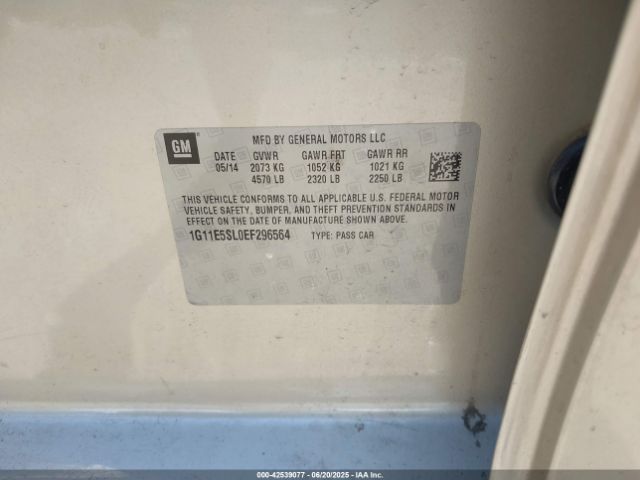 GM
MFD BY GENERAL MOTORS LLC
DATE GVWR GAWR FRT GAWR RR
05/14 2073 KG 1052 KG 1021 KG
4570 LB 2320 LB 2250 LB
THIS VEHICLE CONFORMS TO ALL APPLICABLE U.S. FEDERAL MOTOR
VEHICLE SAFETY, BUMPER, AND THEFT PREVENTION STANDARDS IN
EFFECT ON THE DATE OF MANUFACTURE SHOWN ABOVE.
1G11E5SL0EF296564 TYPE: PASS CAR
000-42539077 - 06/20/2025 - IAAI.COM